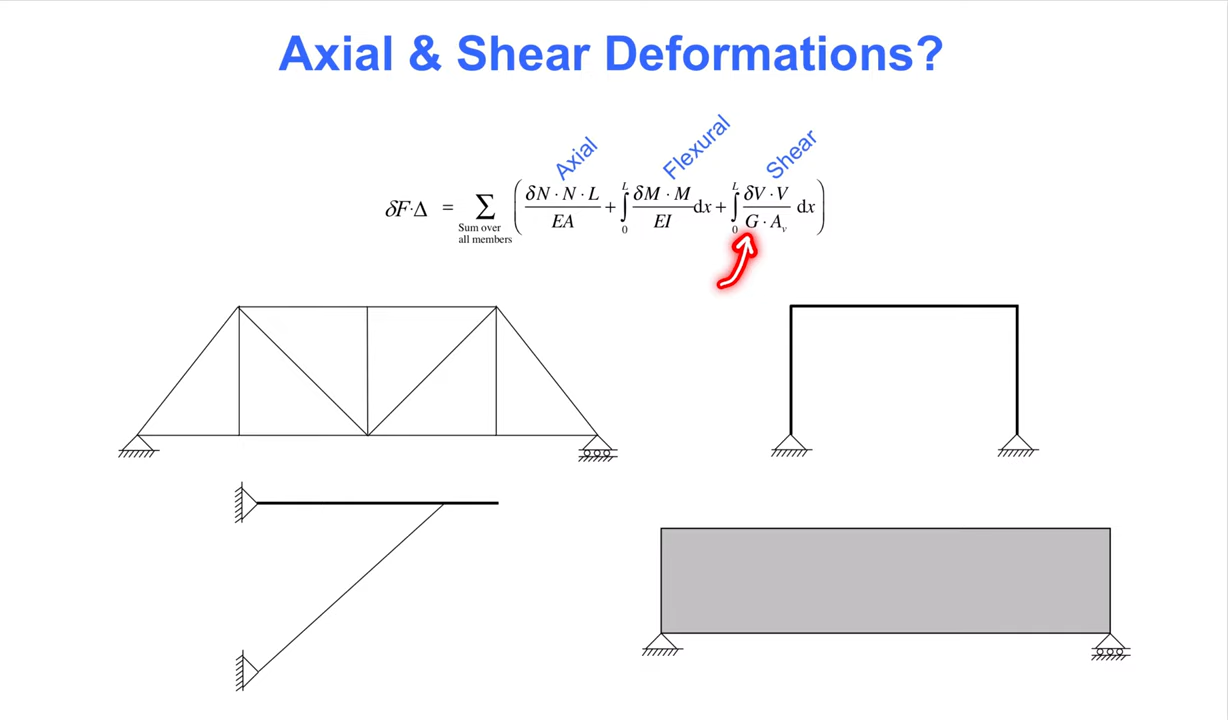 Axial & Shear Deformations?
Axial Flexural Shear
δF·Δ = ∑ ( δN · N · L / EA + ∫₀ᴸ δM · M / EI dx + ∫₀ᴸ δV · V / G · Aᵥ dx )
Sum over
all members